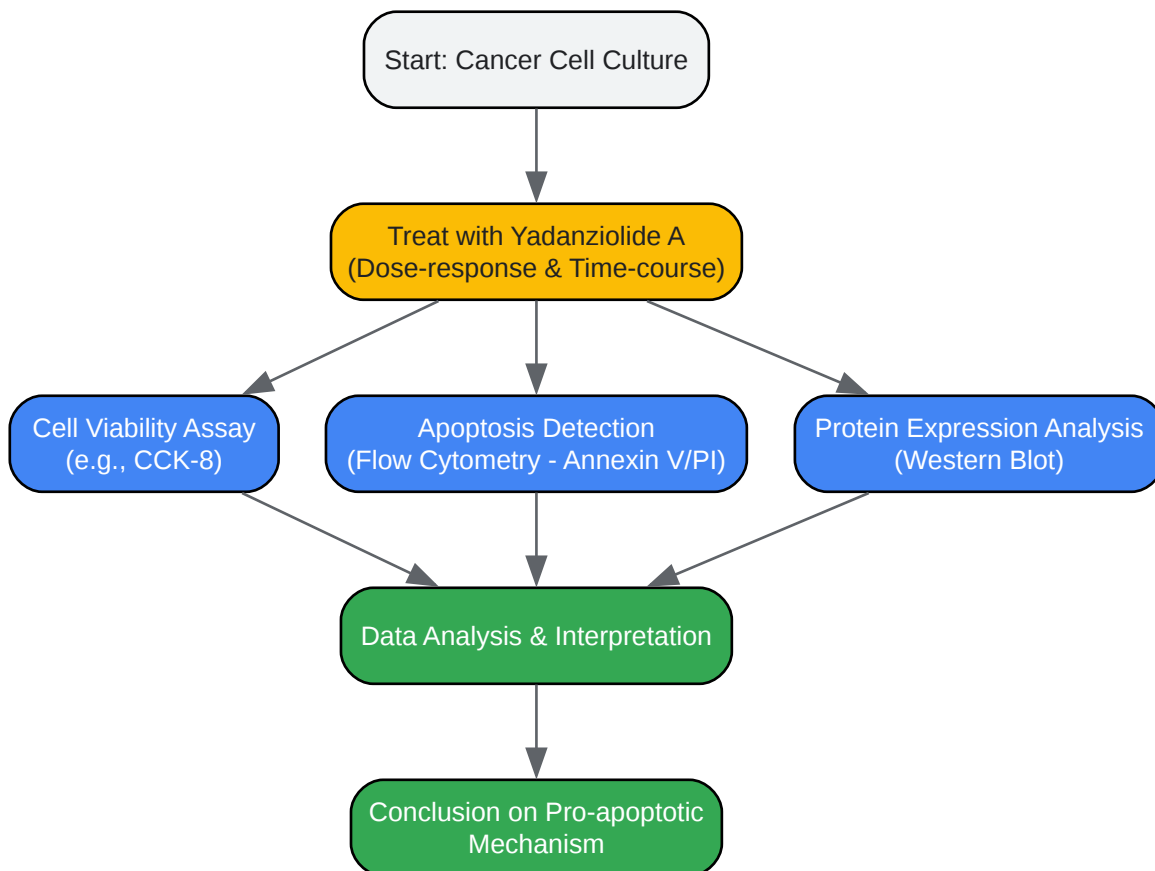 Start: Cancer Cell Culture
Treat with Yadanziolide A
(Dose-response & Time-course)
Cell Viability Assay
(e.g., CCK-8)
Apoptosis Detection
(Flow Cytometry - Annexin V/PI)
Protein Expression Analysis
(Western Blot)
Data Analysis & Interpretation
Conclusion on Pro-apoptotic
Mechanism